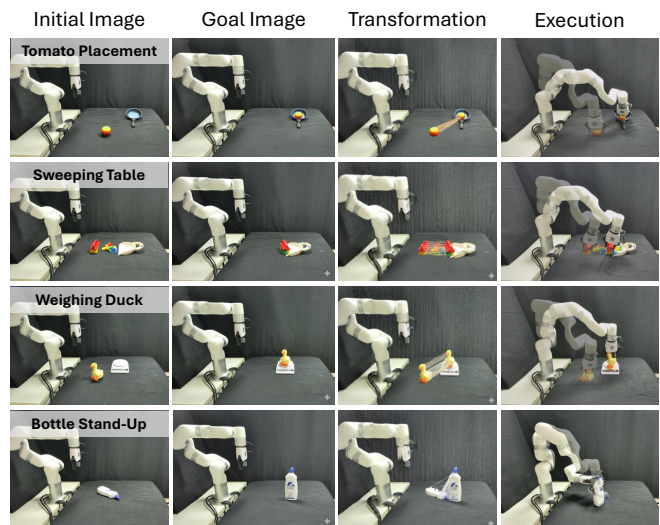 Initial Image Goal Image Transformation Execution
Tomato Placement
Sweeping Table
Weighing Duck
Bottle Stand-Up